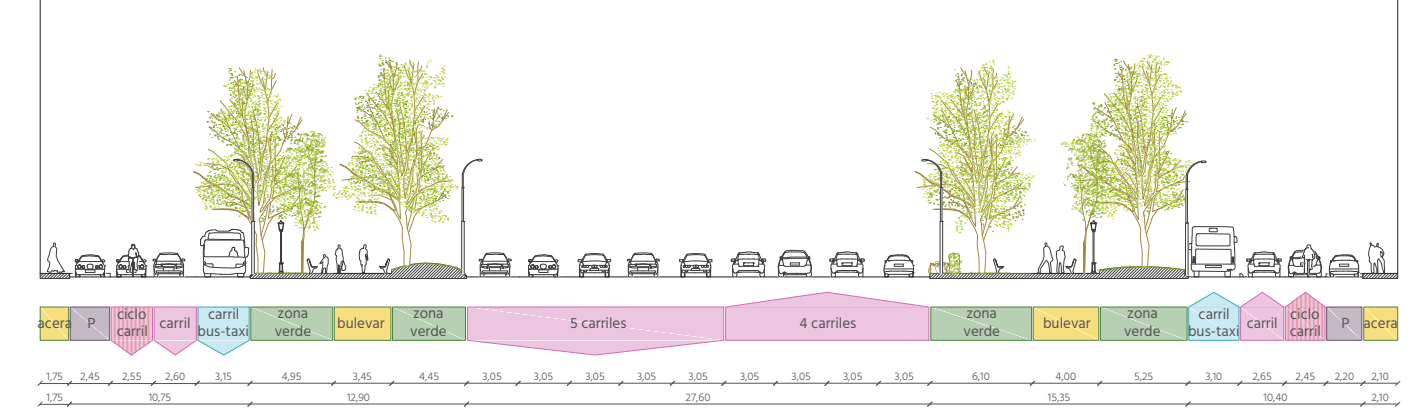 acera P ciclo carril carril carril bus-taxi zona verde bulevar zona verde 5 carriles 4 carriles zona verde bulevar zona verde carril bus-taxi carril ciclo carril P acera
1,75 2,45 2,55 2,60 3,15 4,95 3,45 4,45 3,05 3,05 3,05 3,05 3,05 3,05 3,05 3,05 3,05 6,10 4,00 5,25 3,10 2,65 2,45 2,20 2,10
1,75 10,75 12,90 27,60 15,35 10,40 2,10